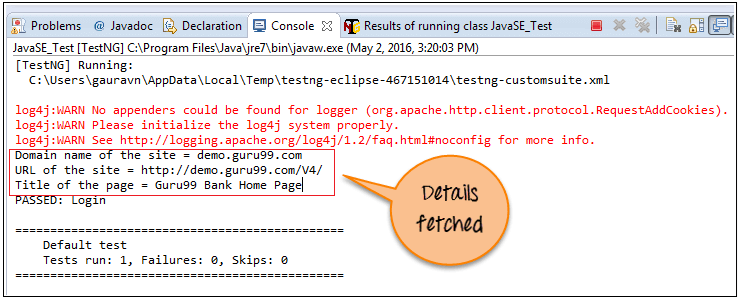 Problems @ Javadoc Declaration Console Results of running class JavaSE_Test
JavaSE_Test [TestNG] C:\Program Files\Java\jre7\bin\javaw.exe (May 2, 2016, 3:20:03 PM)
[TestNG] Running:
C:\Users\gauravn\AppData\Local\Temp\testng-eclipse-467151014\testng-customsuite.xml
log4j:WARN No appenders could be found for logger (org.apache.http.client.protocol.RequestAddCookies).
log4j:WARN Please initialize the log4j system properly.
log4j:WARN See http://logging.apache.org/log4j/1.2/faq.html#noconfig for more info.
Domain name of the site = demo.guru99.com
URL of the site = http://demo.guru99.com/V4/
Title of the page = Guru99 Bank Home Page
PASSED: Login
Details
fetched
===============================================
Default test
Tests run: 1, Failures: 0, Skips: 0
===============================================